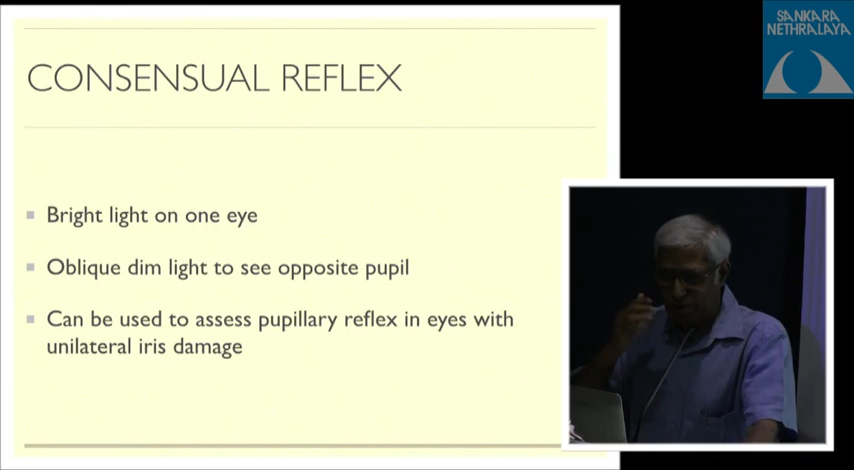 CONSENSUAL REFLEX
Bright light on one eye
Oblique dim light to see opposite pupil
Can be used to assess pupillary reflex in eyes with
unilateral iris damage
SANKARA
NETHRALAYA